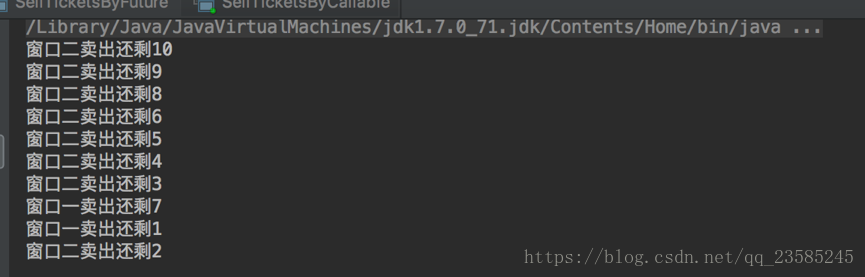 SellTicketsByFuture SellTicketsByCallable
/Library/Java/JavaVirtualMachines/jdk1.7.0_71.jdk/Contents/Home/bin/java ...
窗口二卖出还剩10
窗口二卖出还剩9
窗口二卖出还剩8
窗口二卖出还剩6
窗口二卖出还剩5
窗口二卖出还剩4
窗口二卖出还剩3
窗口一卖出还剩7
窗口一卖出还剩1
窗口二卖出还剩2
https://blog.csdn.net/qq_23585245